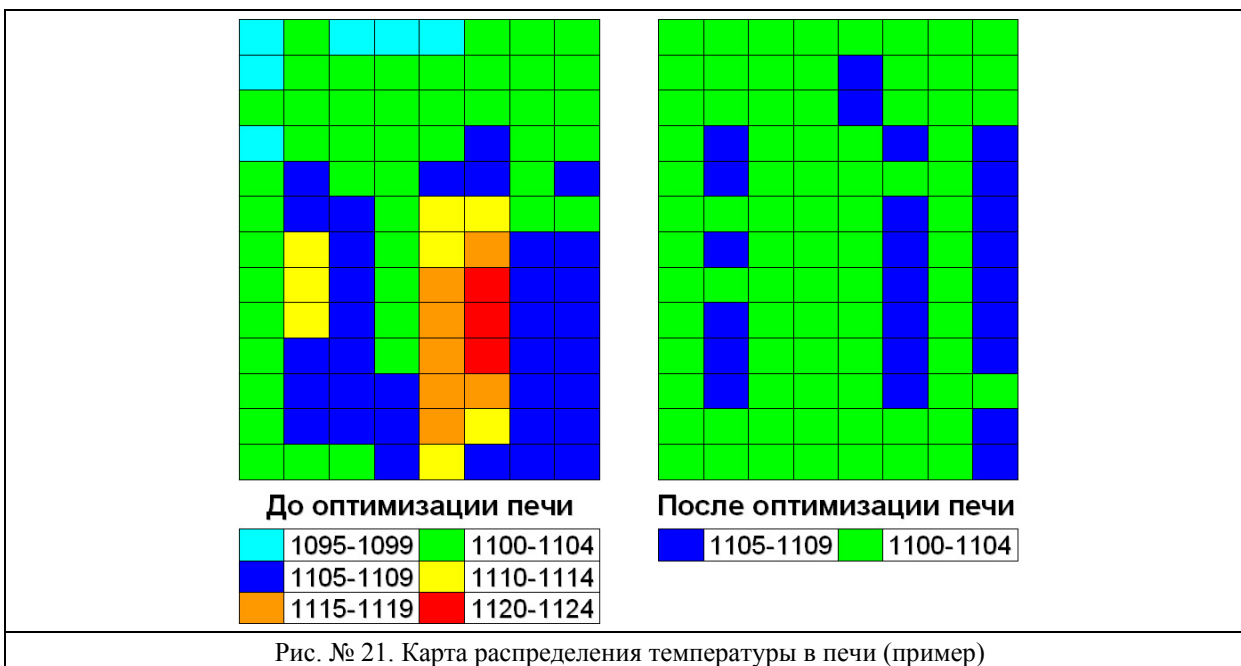 До оптимизации печи
После оптимизации печи
1095-1099 1100-1104
1105-1109 1100-1104
1105-1109 1110-1114
1115-1119 1120-1124
Рис. № 21. Карта распределения температуры в печи (пример)